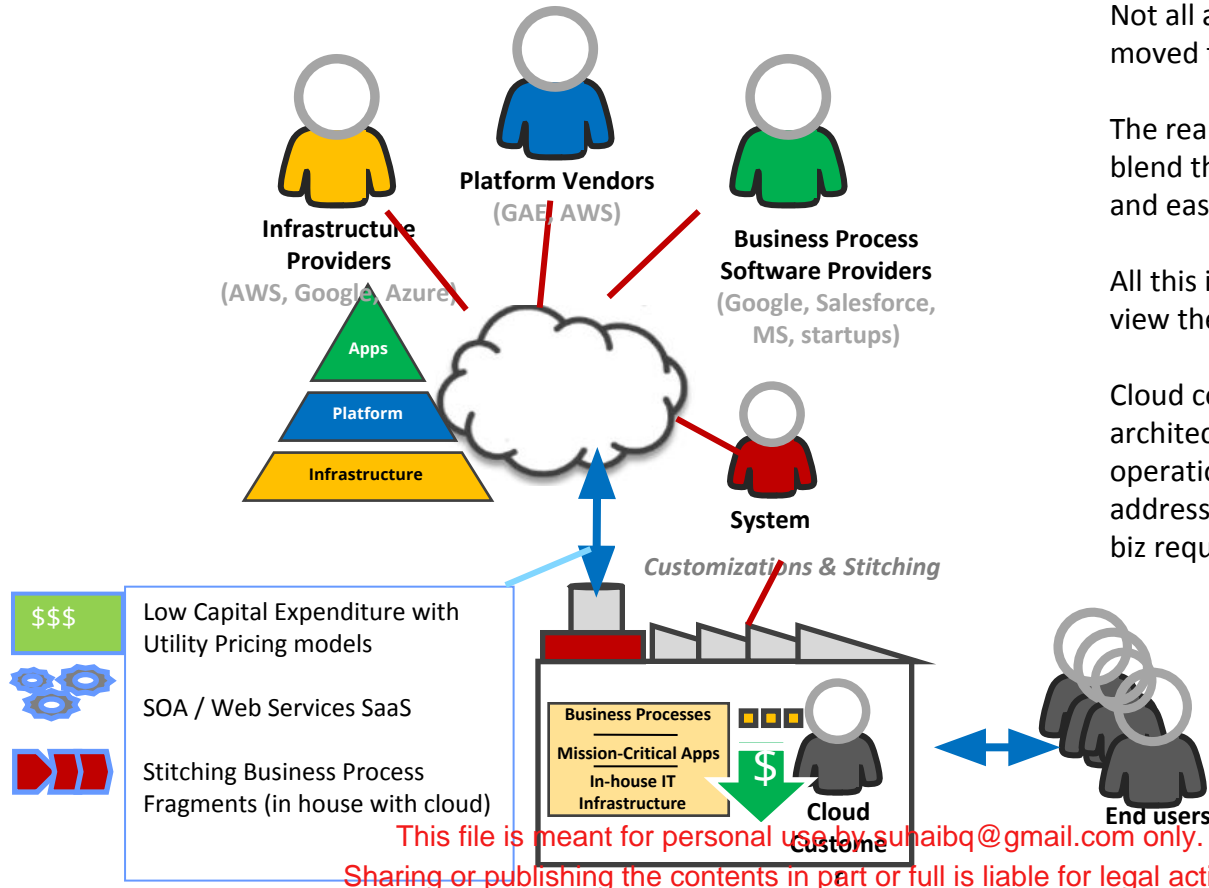 Platform Vendors
(GAE, AWS)
Infrastructure
Providers
(AWS, Google, Azure)
Business Process
Software Providers
(Google, Salesforce,
MS, startups)
Apps
Platform
Infrastructure
System
Customizations & Stitching
$$$
Low Capital Expenditure with
Utility Pricing models
SOA / Web Services SaaS
Stitching Business Process
Fragments (in house with cloud)
Business Processes
Mission-Critical Apps
In-house IT
Infrastructure
$
Cloud
Custome
r
End users
Not all a
moved
The rea
blend th
and eas
All this i
view the
Cloud co
architec
operatio
address
biz requ
This file is meant for personal use by suhaibq@gmail.com only.
Sharing or publishing the contents in part or full is liable for legal acti